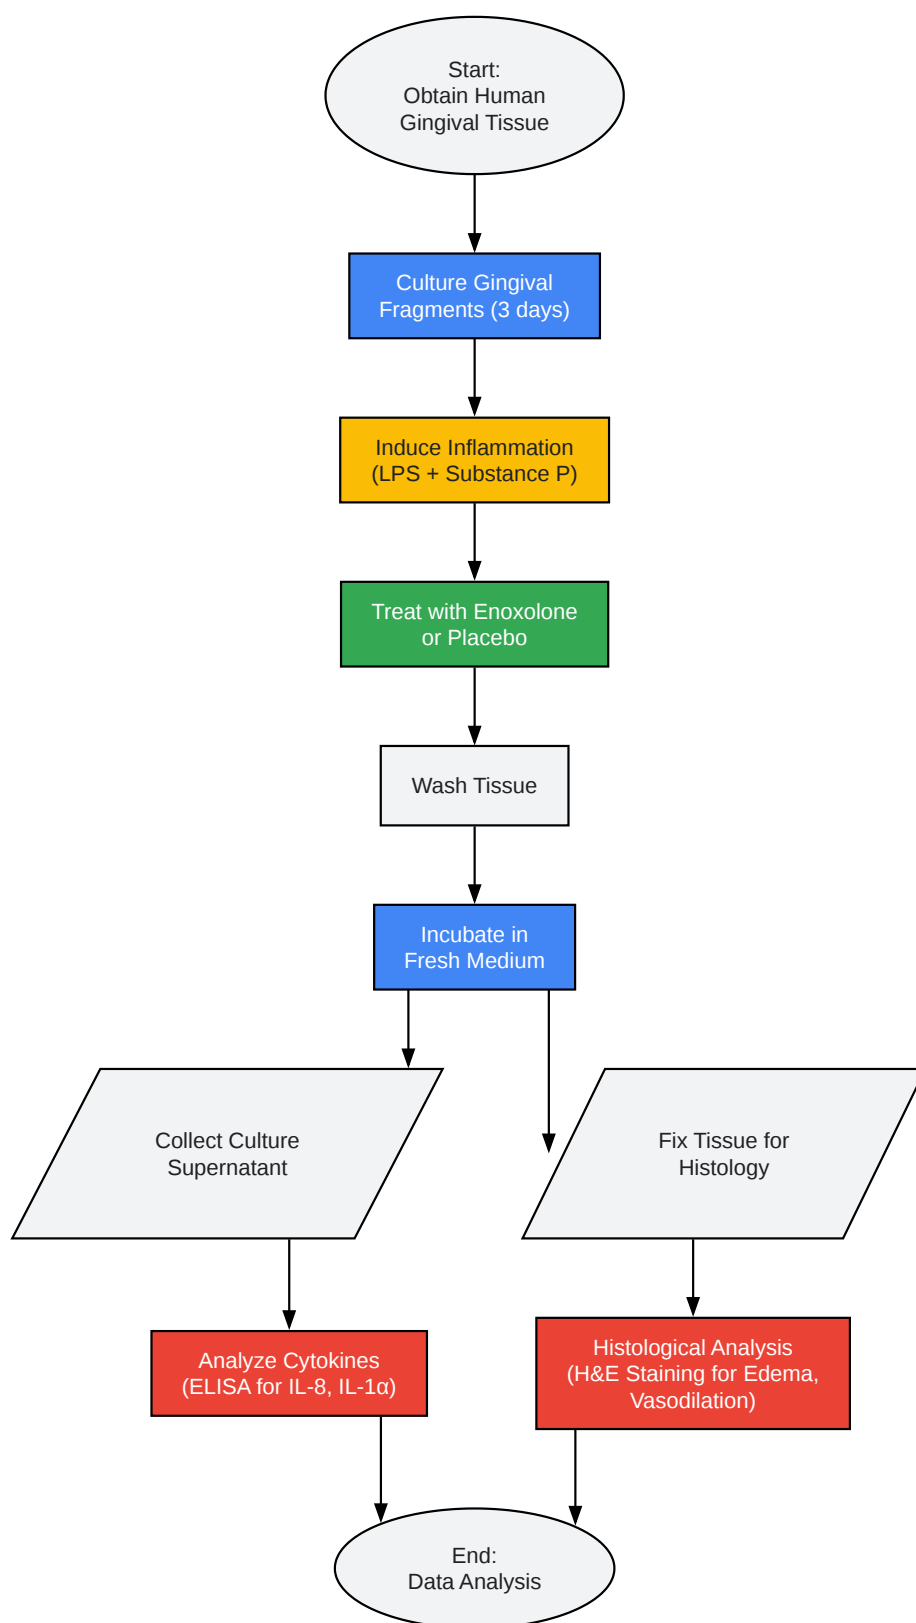 Start:
Obtain Human
Gingival Tissue
Culture Gingival
Fragments (3 days)
Induce Inflammation
(LPS + Substance P)
Treat with Enoxolone
or Placebo
Wash Tissue
Incubate in
Fresh Medium
Collect Culture
Supernatant
Fix Tissue for
Histology
Analyze Cytokines
(ELISA for IL-8, IL-1α)
Histological Analysis
(H&E Staining for Edema,
Vasodilation)
End:
Data Analysis